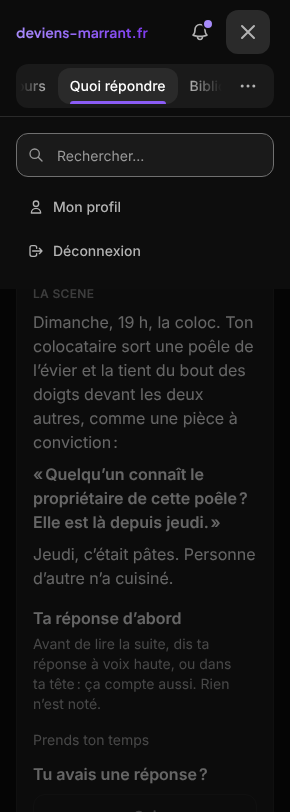 deviens-marrant.fr
urs Quoi répondre Bibli
Rechercher...
Mon profil
Déconnexion
LA SCÈNE
Dimanche, 19 h, la coloc. Ton
colocataire sort une poêle de
l’évier et la tient du bout des
doigts devant les deux
autres, comme une pièce à
conviction :
« Quelqu’un connaît le
propriétaire de cette poêle ?
Elle est là depuis jeudi. »
Jeudi, c’était pâtes. Personne
d’autre n’a cuisiné.
Ta réponse d’abord
Avant de lire la suite, dis ta
réponse à voix haute, ou dans
ta tête : ça compte aussi. Rien
n’est noté.
Prends ton temps
Tu avais une réponse ?